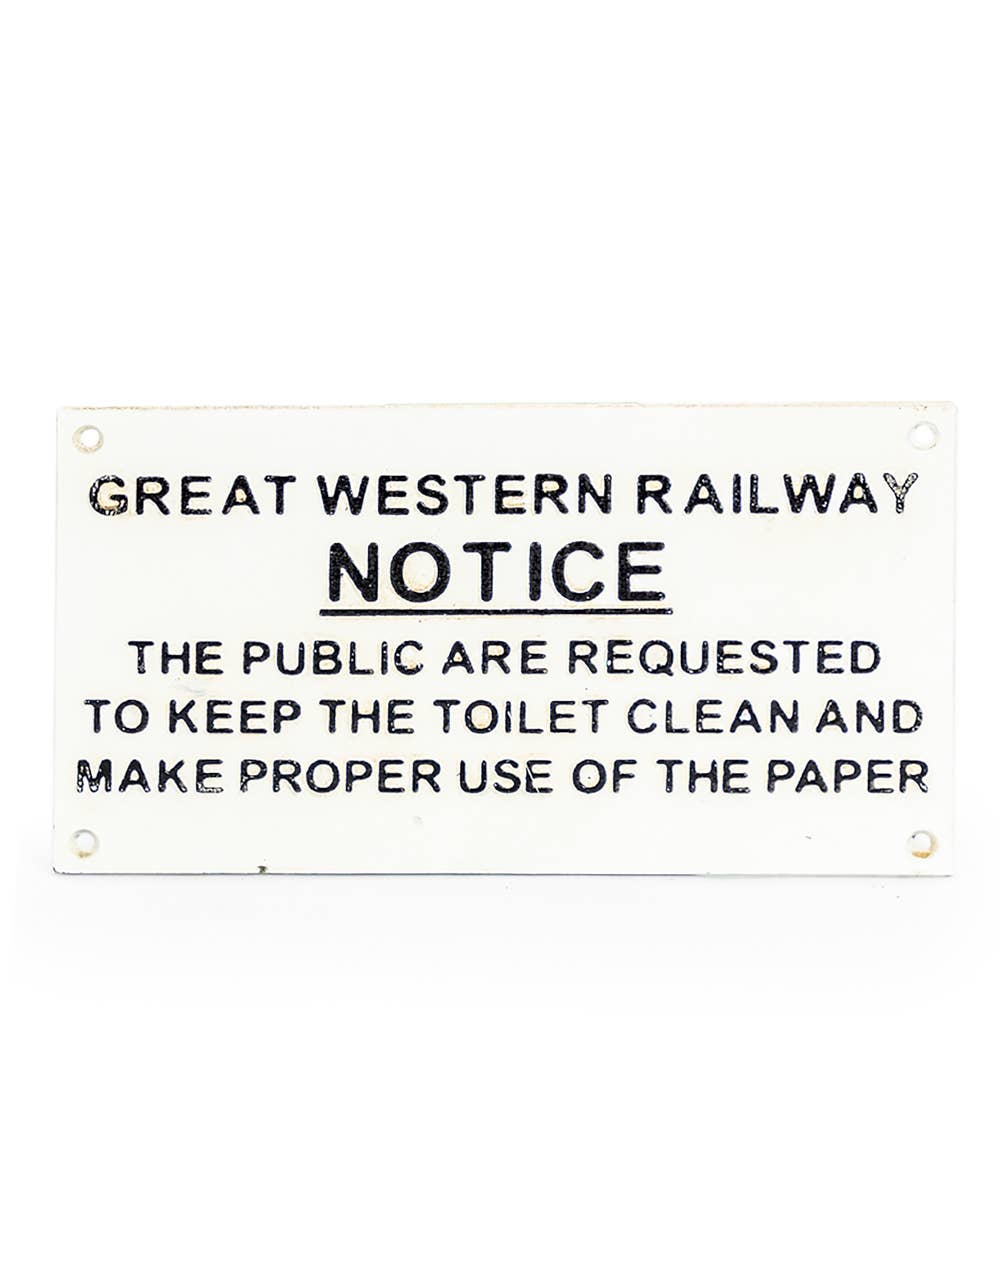 GREAT WESTERN RAILWAY
NOTICE
THE PUBLIC ARE REQUESTED
TO KEEP THE TOILET CLEAN AND
MAKE PROPER USE OF THE PAPER